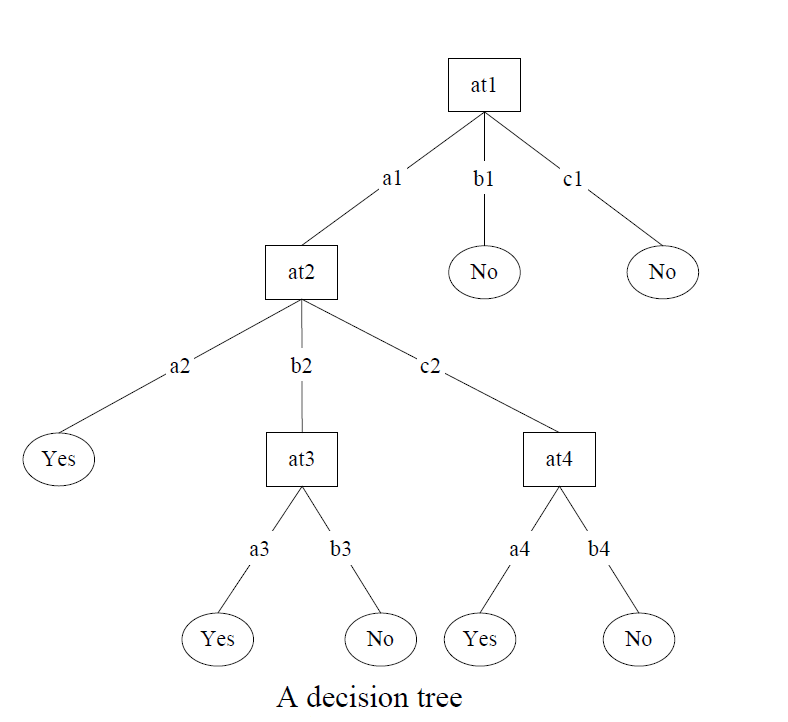 at1
a1 b1 c1
at2 No No
a2 b2 c2
Yes at3 at4
a3 b3 a4 b4
Yes No Yes No
A decision tree